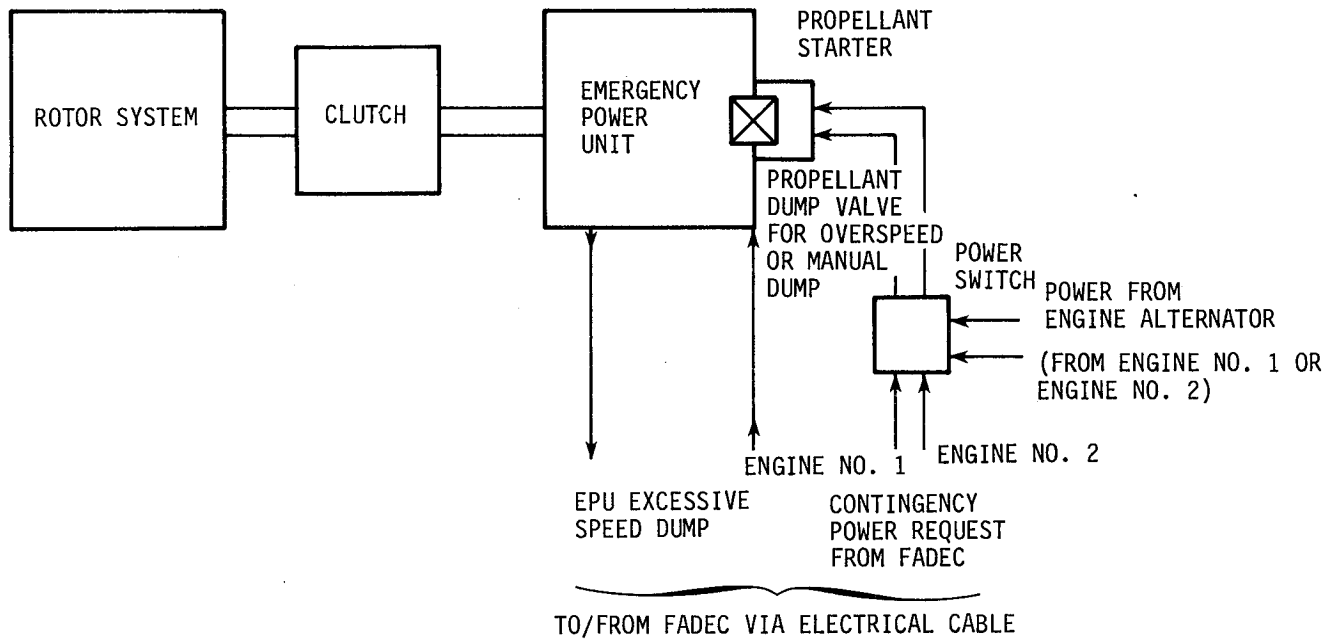 PROPELLANT
STARTER
ROTOR SYSTEM
CLUTCH
EMERGENCY
POWER
UNIT
PROPELLANT
DUMP VALVE
FOR OVERSPEED
OR MANUAL
DUMP
POWER
SWITCH
POWER FROM
ENGINE ALTERNATOR
(FROM ENGINE NO. 1 OR
ENGINE NO. 2)
ENGINE NO. 1
ENGINE NO. 2
EPU EXCESSIVE
SPEED DUMP
CONTINGENCY
POWER REQUEST
FROM FADEC
TO/FROM FADEC VIA ELECTRICAL CABLE